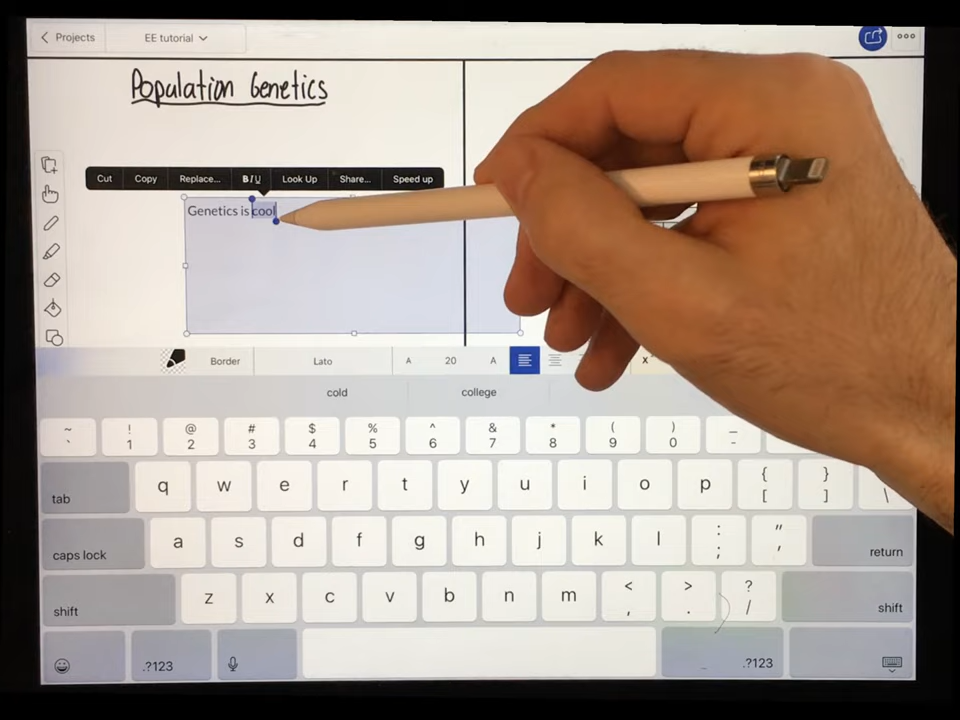 Projects EE tutorial
Population Genetics
Cut Copy Replace... B I U Look Up Share... Speed up
Genetics is cool
Border Lato A 20 A x
cold college
~ ! @ # $ % ^ & * ( ) _
` 1 2 3 4 5 6 7 8 9 0 -
tab q w e r t y u i o p { [ } ] \
caps lock a s d f g h j k l : ; " ' return
shift z x c v b n m < , > . ? / shift
.?123 .?123